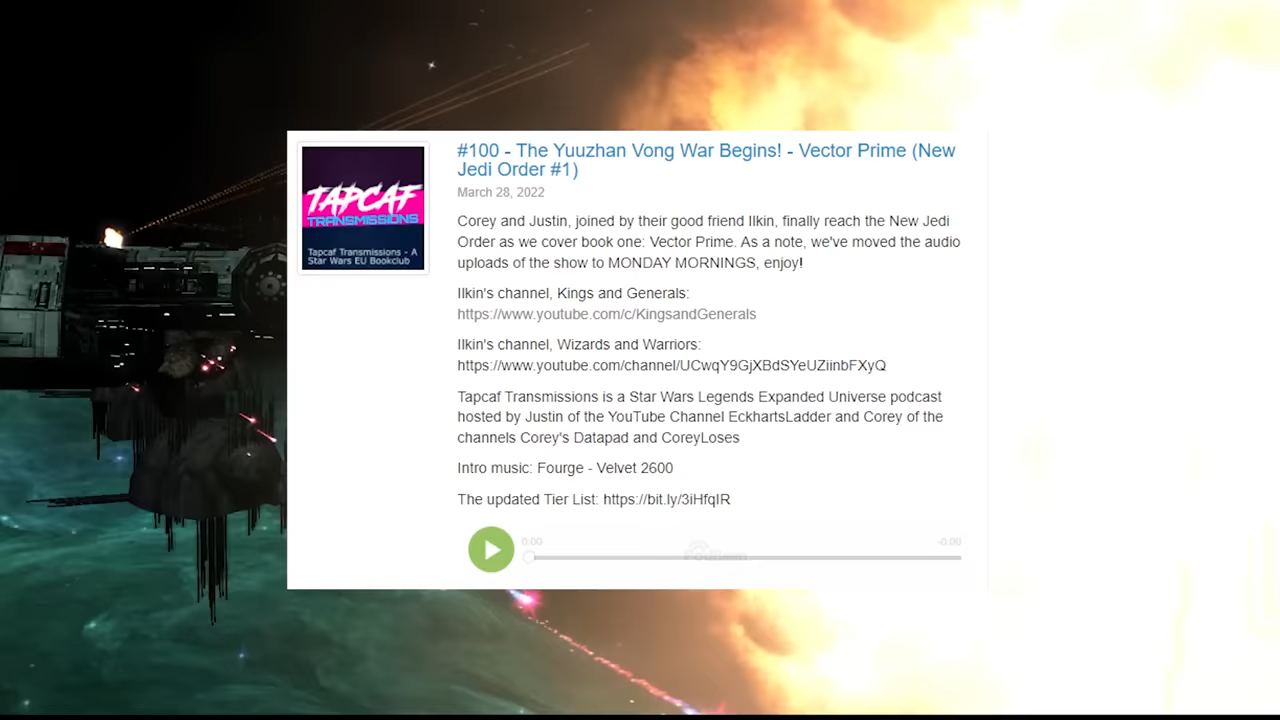 #100 - The Yuuzhan Vong War Begins! - Vector Prime (New
Jedi Order #1)
March 28, 2022
TAPCAF
TRANSMISSIONS
Tapcaf Transmissions - A
Star Wars EU Bookclub
Corey and Justin, joined by their good friend Ilkin, finally reach the New Jedi
Order as we cover book one: Vector Prime. As a note, we've moved the audio
uploads of the show to MONDAY MORNINGS, enjoy!
Ilkin's channel, Kings and Generals:
https://www.youtube.com/c/KingsandGenerals
Ilkin's channel, Wizards and Warriors:
https://www.youtube.com/channel/UCwqY9GjXBdSYeUZiinbFXyQ
Tapcaf Transmissions is a Star Wars Legends Expanded Universe podcast
hosted by Justin of the YouTube Channel EckhartsLadder and Corey of the
channels Corey's Datapad and CoreyLoses
Intro music: Fourge - Velvet 2600
The updated Tier List: https://bit.ly/3iHfqIR
0:00
-0:00
PodBean